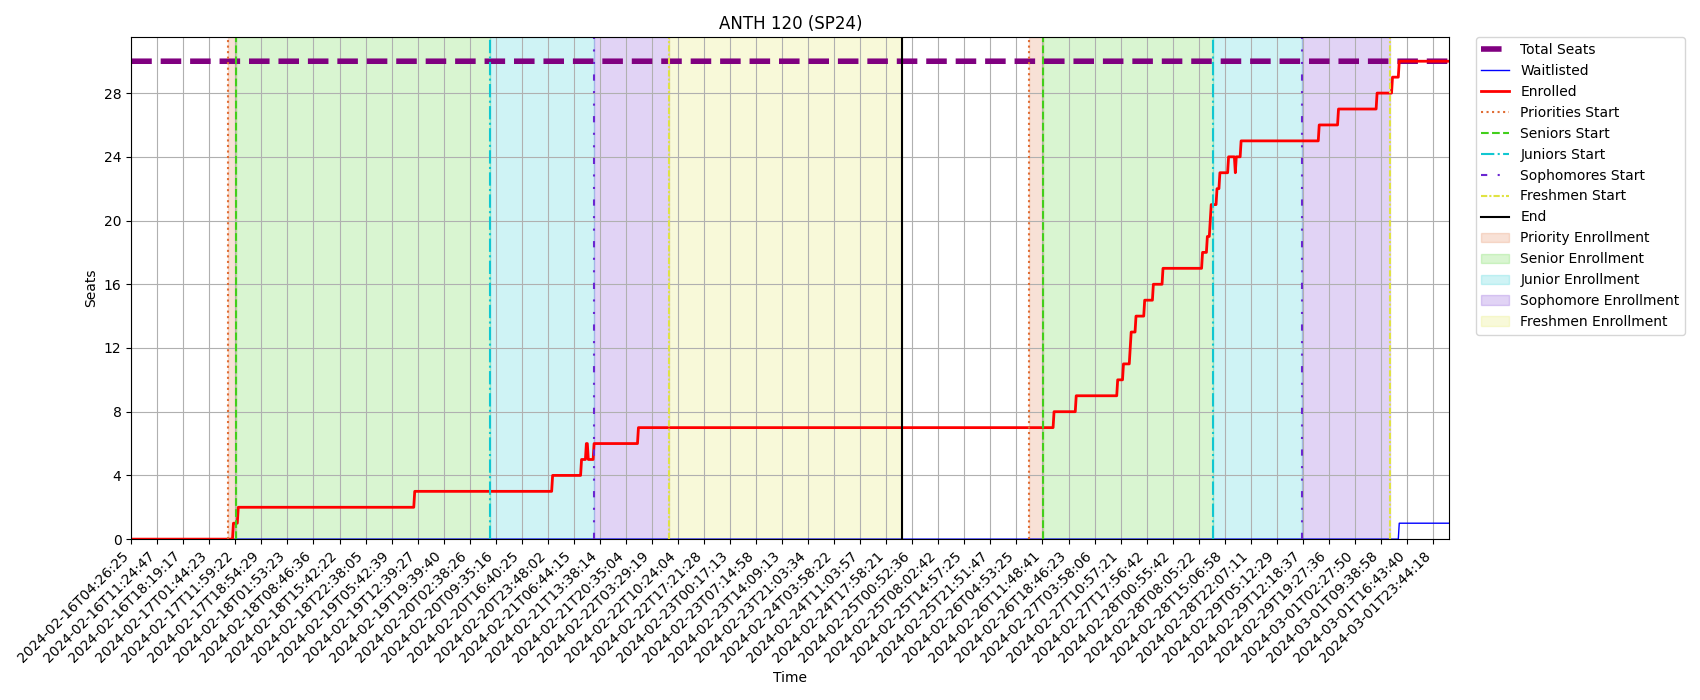 ANTH 120 (SP24)
Total Seats
Waitlisted
Enrolled
Priorities Start
Seniors Start
Juniors Start
Sophomores Start
Freshmen Start
End
Priority Enrollment
Senior Enrollment
Junior Enrollment
Sophomore Enrollment
Freshmen Enrollment
Seats
28
24
20
16
12
8
4
0
2024-02-16T04:26:25
2024-02-16T11:24:47
2024-02-16T18:19:17
2024-02-17T01:44:23
2024-02-17T11:59:22
2024-02-17T18:54:29
2024-02-18T01:53:23
2024-02-18T08:46:36
2024-02-18T15:42:22
2024-02-18T22:38:05
2024-02-19T05:42:39
2024-02-19T12:39:27
2024-02-19T19:39:40
2024-02-20T02:38:26
2024-02-20T09:35:16
2024-02-20T16:40:25
2024-02-20T23:48:02
2024-02-21T06:44:15
2024-02-21T13:38:14
2024-02-21T20:35:04
2024-02-22T03:29:19
2024-02-22T10:24:04
2024-02-22T17:21:28
2024-02-23T00:17:13
2024-02-23T07:14:58
2024-02-23T14:09:13
2024-02-23T21:03:34
2024-02-24T03:58:22
2024-02-24T11:03:57
2024-02-24T17:58:21
2024-02-25T00:52:36
2024-02-25T08:02:42
2024-02-25T14:57:25
2024-02-25T21:51:47
2024-02-26T04:53:25
2024-02-26T11:48:41
2024-02-26T18:46:23
2024-02-27T03:58:06
2024-02-27T10:57:21
2024-02-27T17:56:42
2024-02-28T00:55:42
2024-02-28T08:05:22
2024-02-28T15:06:58
2024-02-28T22:07:11
2024-02-29T05:12:29
2024-02-29T12:18:37
2024-02-29T19:27:36
2024-03-01T02:27:50
2024-03-01T09:38:58
2024-03-01T16:43:40
2024-03-01T23:44:18
Time